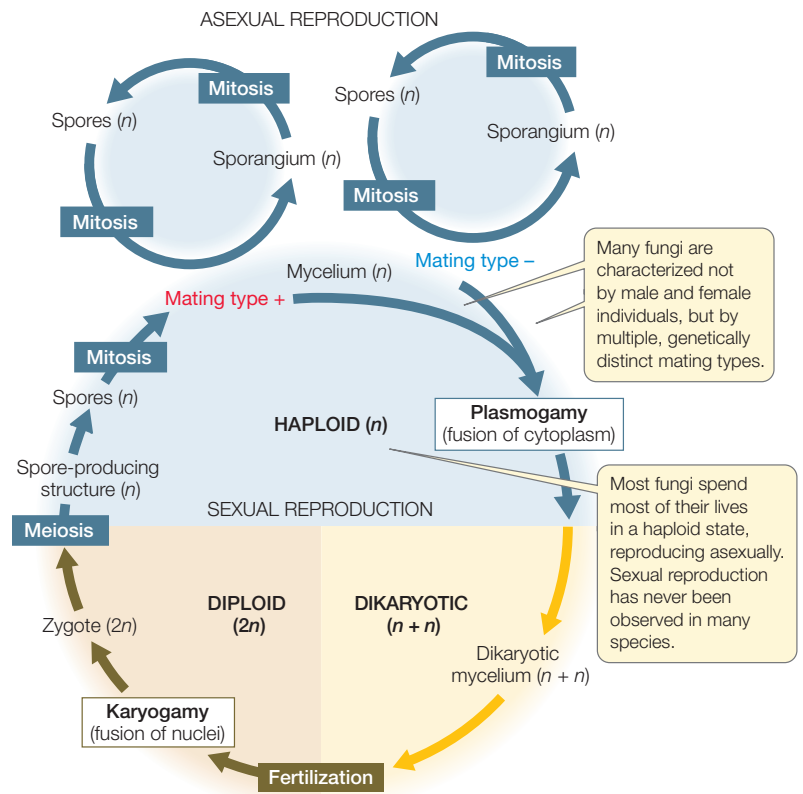 ASEXUAL REPRODUCTION
Mitosis
Spores (n)
Sporangium (n)
Mitosis
Mitosis
Spores (n)
Sporangium (n)
Mitosis
Mating type –
Mycelium (n)
Mating type +
Many fungi are
characterized not
by male and female
individuals, but by
multiple, genetically
distinct mating types.
Mitosis
Spores (n)
HAPLOID (n)
Plasmogamy
(fusion of cytoplasm)
Spore-producing
structure (n)
Most fungi spend
most of their lives
in a haploid state,
reproducing asexually.
Sexual reproduction
has never been
observed in many
species.
SEXUAL REPRODUCTION
Meiosis
DIPLOID
(2n)
DIKARYOTIC
(n + n)
Zygote (2n)
Dikaryotic
mycelium (n + n)
Karyogamy
(fusion of nuclei)
Fertilization